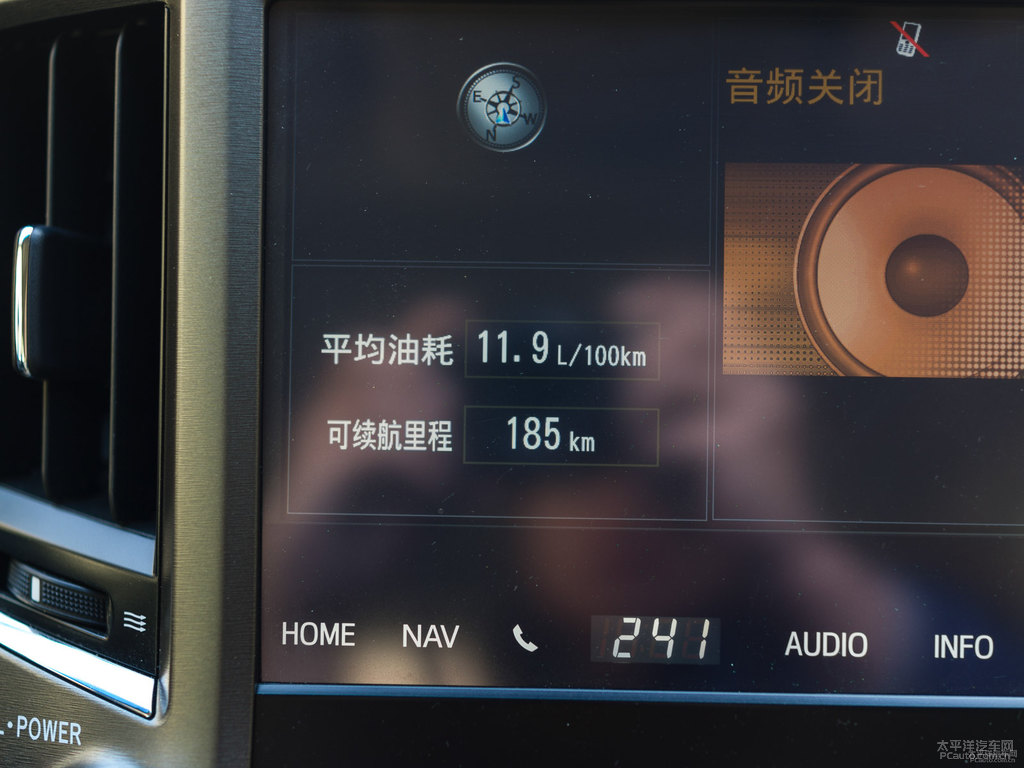 S
E
W
N
音频关闭
平均油耗 11.9 L/100km
可续航里程 185 km
HOME NAV 241 AUDIO INFO
L·POWER
太平洋汽车网
PCauto.com.cn